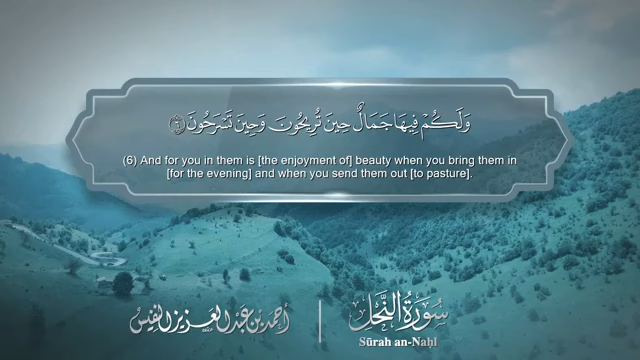 وَلَكُمْ فِيهَا جَمَالٌ حِينَ تُرِيحُونَ وَحِينَ تَسْرَحُونَ ﴿٦﴾
(6) And for you in them is [the enjoyment of] beauty when you bring them in
[for the evening] and when you send them out [to pasture].
سُورَةُ النَّحْل
Sūrah an-Naḥl
أحمد بن عبد العزيز النفيس